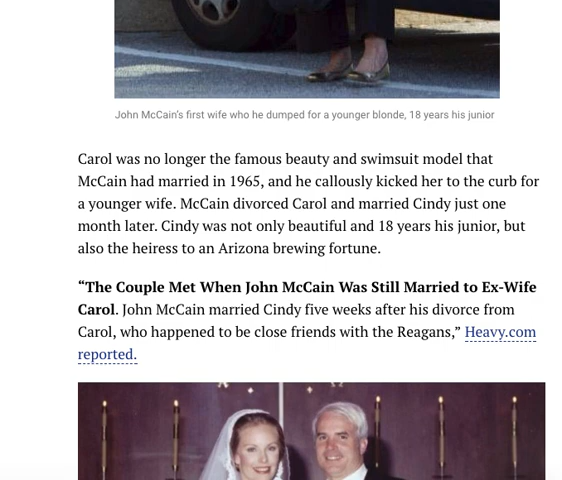 John McCain's first wife who he dumped for a younger blonde, 18 years his junior
Carol was no longer the famous beauty and swimsuit model that
McCain had married in 1965, and he callously kicked her to the curb for
a younger wife. McCain divorced Carol and married Cindy just one
month later. Cindy was not only beautiful and 18 years his junior, but
also the heiress to an Arizona brewing fortune.
“The Couple Met When John McCain Was Still Married to Ex-Wife
Carol. John McCain married Cindy five weeks after his divorce from
Carol, who happened to be close friends with the Reagans,” Heavy.com
reported.